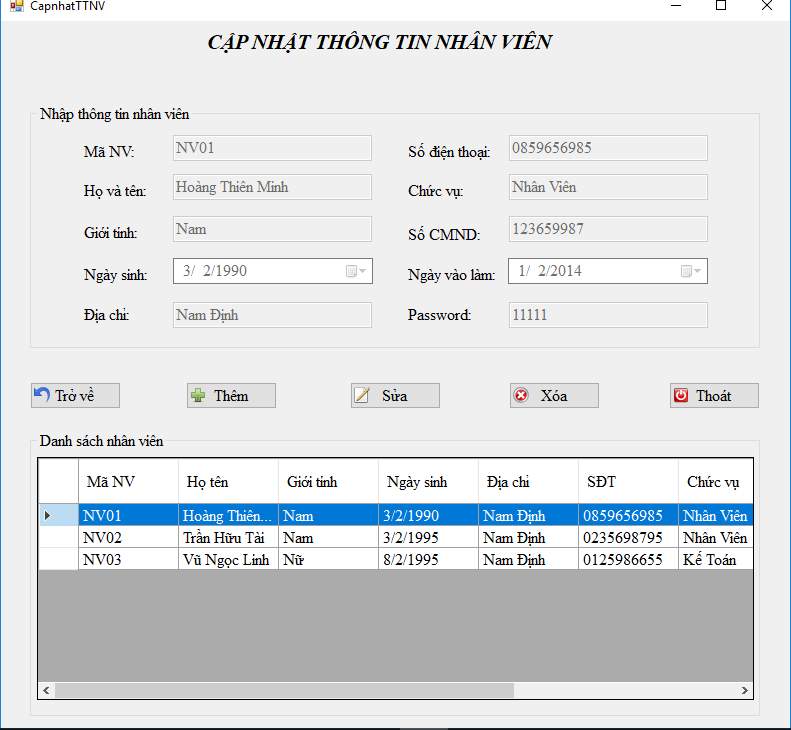 CapnhatTTNV
CẬP NHẬT THÔNG TIN NHÂN VIÊN
Nhập thông tin nhân viên
Mã NV: NV01 Số điện thoại: 0859656985
Họ và tên: Hoàng Thiên Minh Chức vụ: Nhân Viên
Giới tính: Nam Số CMND: 123659987
Ngày sinh: 3/ 2/1990 Ngày vào làm: 1/ 2/2014
Địa chỉ: Nam Định Password: 11111
Trở về Thêm Sửa Xóa Thoát
Danh sách nhân viên
Mã NV Họ tên Giới tính Ngày sinh Địa chỉ SĐT Chức vụ
NV01 Hoàng Thiên... Nam 3/2/1990 Nam Định 0859656985 Nhân Viên
NV02 Trần Hữu Tài Nam 3/2/1995 Nam Định 0235698795 Nhân Viên
NV03 Vũ Ngọc Linh Nữ 8/2/1995 Nam Định 0125986655 Kế Toán